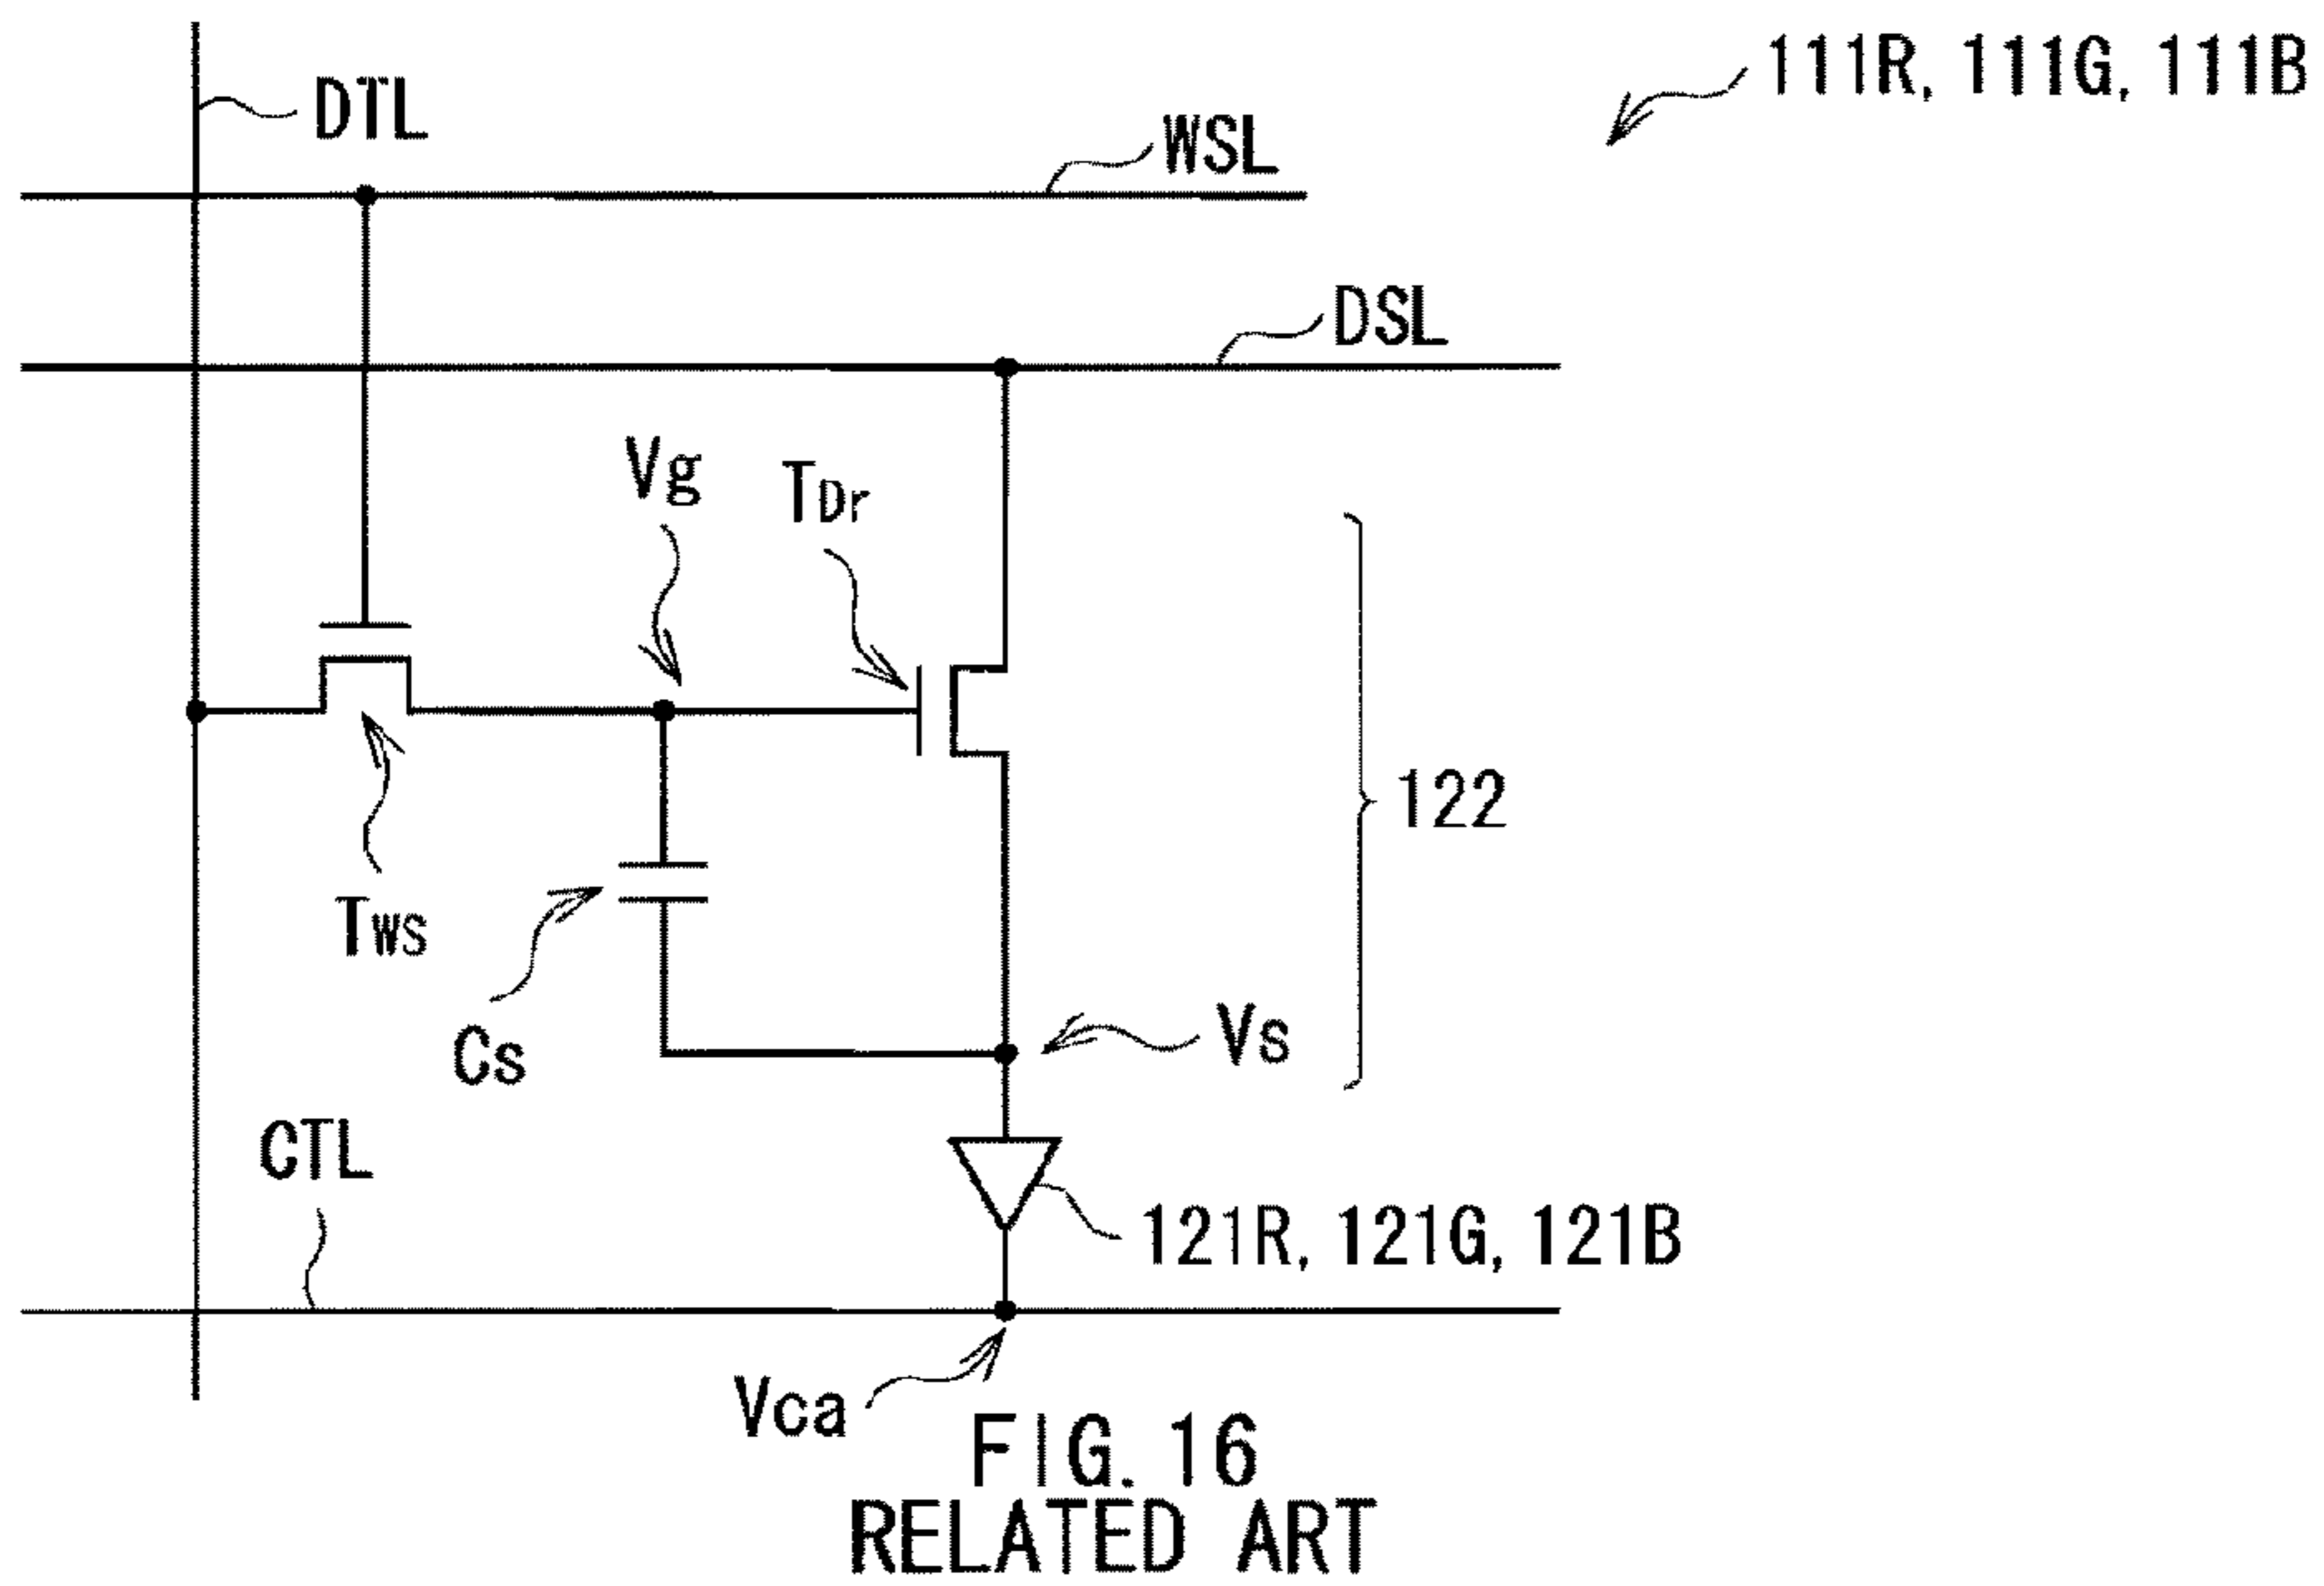 111R, 111G, 111B
DTL
WSL
DSL
Vg
TDr
122
Tws
Cs
Vs
CTL
121R, 121G, 121B
Vca
FIG. 16
RELATED ART